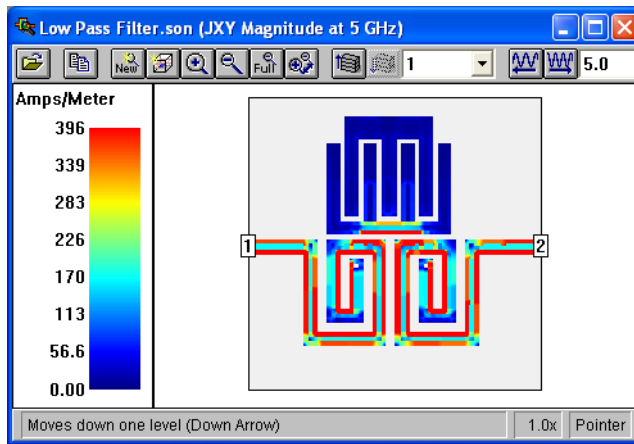 Low Pass Filter.son (JXY Magnitude at 5 GHz)
New
Full
1
5.0
Amps/Meter
396
339
283
226
170
113
56.6
0.00
1
2
Moves down one level (Down Arrow)
1.0x
Pointer